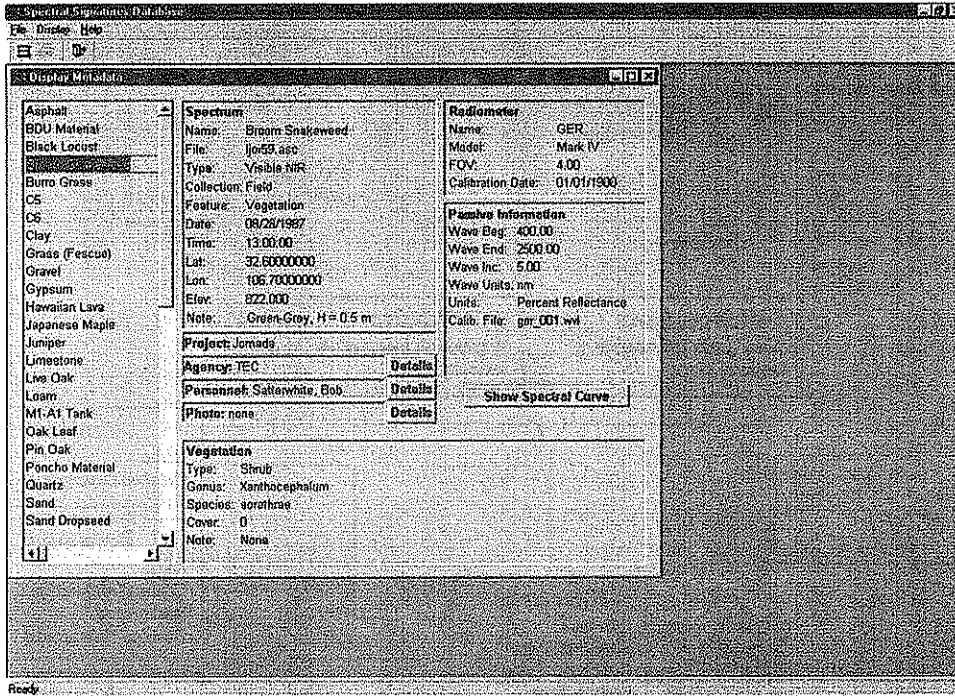 Spectral Signatures Database
File Display Help
Display Metadata
Asphalt
BDU Material
Black Locust
Burro Grass
C5
C6
Clay
Grass (Fescue)
Gravel
Gypsum
Hawaiian Lava
Japanese Maple
Juniper
Limestone
Live Oak
Loam
M1-A1 Tank
Oak Leaf
Pin Oak
Poncho Material
Quartz
Sand
Sand Dropseed
Spectrum
Name: Broom Snakeweed
File: ljor59.asc
Type: Visible NIR
Collection: Field
Feature: Vegetation
Date: 08/28/1987
Time: 13:00:00
Lat: 32.60000000
Lon: 106.70000000
Elev: 822.000
Note: Green-Grey, H = 0.5 m
Project: Jornada
Agency: TEC Details
Personnel: Satterwhite, Bob Details
Photo: none Details
Radiometer
Name: GER
Model: Mark IV
FOV: 4.00
Calibration Date: 01/01/1900
Passive Information
Wave Beg: 400.00
Wave End: 2500.00
Wave Inc: 5.00
Wave Units: nm
Units: Percent Reflectance
Calib. File: ger_001.wvl
Show Spectral Curve
Vegetation
Type: Shrub
Genus: Xanthocephalum
Species: sorothrae
Cover: 0
Note: None
Ready